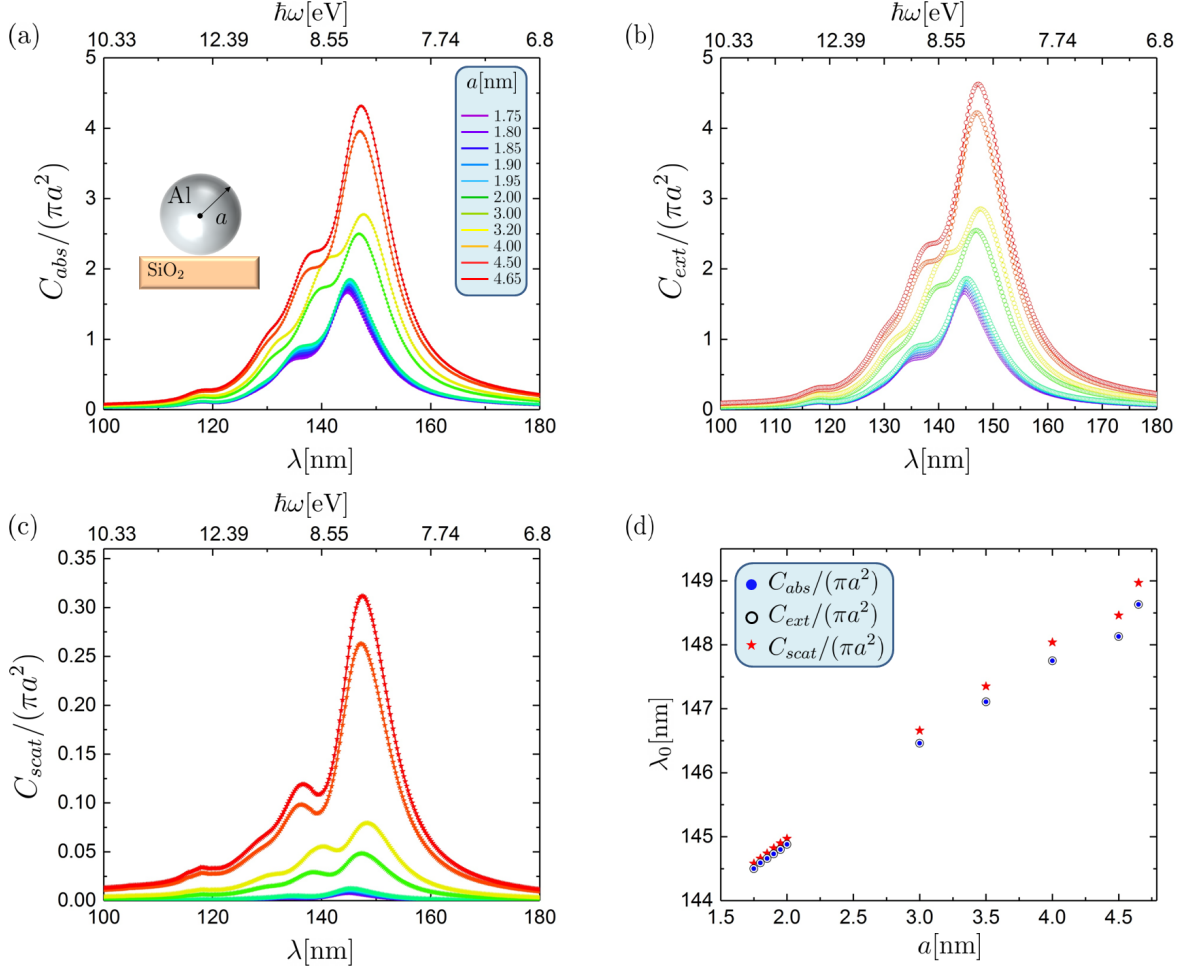 (a)
ħω[eV]
10.33 12.39 8.55 7.74 6.8
5
4
3
2
1
0
C_abs/(πa²)
a[nm]
1.75
1.80
1.85
1.90
1.95
2.00
3.00
3.20
4.00
4.50
4.65
Al
a
SiO₂
100 120 140 160 180
λ[nm]
(b)
ħω[eV]
10.33 12.39 8.55 7.74 6.8
5
4
3
2
1
0
C_ext/(πa²)
100 110 120 130 140 150 160 170 180
λ[nm]
(c)
ħω[eV]
10.33 12.39 8.55 7.74 6.8
0.35
0.30
0.25
0.20
0.15
0.10
0.05
0.00
C_scat/(πa²)
100 120 140 160 180
λ[nm]
(d)
C_abs/(πa²)
C_ext/(πa²)
C_scat/(πa²)
149
148
147
146
145
144
λ₀[nm]
1.5 2.0 2.5 3.0 3.5 4.0 4.5
a[nm]